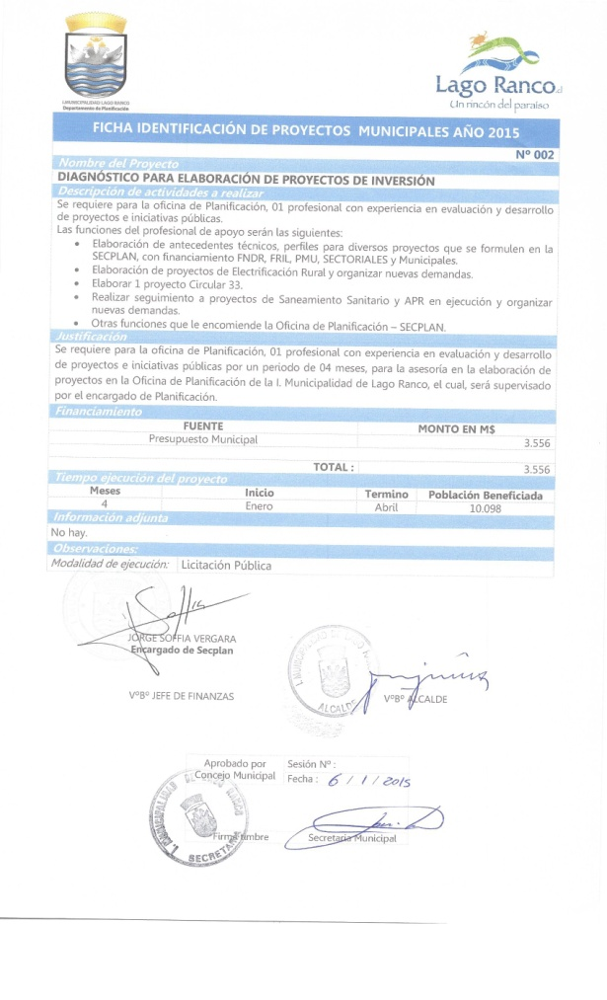 I.MUNICIPALIDAD LAGO RANCO
Departamento de Planificación
Lago Ranco.cl
Un rincón del paraíso
FICHA IDENTIFICACIÓN DE PROYECTOS MUNICIPALES AÑO 2015
Nº 002
Nombre del Proyecto
DIAGNÓSTICO PARA ELABORACIÓN DE PROYECTOS DE INVERSIÓN
Descripción de actividades a realizar
Se requiere para la oficina de Planificación, 01 profesional con experiencia en evaluación y desarrollo
de proyectos e iniciativas públicas.
Las funciones del profesional de apoyo serán las siguientes:
• Elaboración de antecedentes técnicos, perfiles para diversos proyectos que se formulen en la
SECPLAN, con financiamiento FNDR, FRIL, PMU, SECTORIALES y Municipales.
• Elaboración de proyectos de Electrificación Rural y organizar nuevas demandas.
• Elaborar 1 proyecto Circular 33.
• Realizar seguimiento a proyectos de Saneamiento Sanitario y APR en ejecución y organizar
nuevas demandas.
• Otras funciones que le encomiende la Oficina de Planificación – SECPLAN.
Justificación
Se requiere para la oficina de Planificación, 01 profesional con experiencia en evaluación y desarrollo
de proyectos e iniciativas públicas por un periodo de 04 meses, para la asesoría en la elaboración de
proyectos en la Oficina de Planificación de la I. Municipalidad de Lago Ranco, el cual, será supervisado
por el encargado de Planificación.
Financiamiento
FUENTE MONTO EN M$
Presupuesto Municipal 3.556
TOTAL : 3.556
Tiempo ejecución del proyecto
Meses Inicio Termino Población Beneficiada
4 Enero Abril 10.098
Información adjunta
No hay.
Observaciones:
Modalidad de ejecución: Licitación Pública
JORGE SOFFIA VERGARA
Encargado de Secplan
VºBº JEFE DE FINANZAS
ALCALDE
VºBº ALCALDE
Aprobado por
Concejo Municipal
Sesión Nº :
Fecha : 6/1/2015
I. MUNICIPALIDAD DE LAGO RANCO
SECRETARIA
Firma timbre
Secretaria Municipal